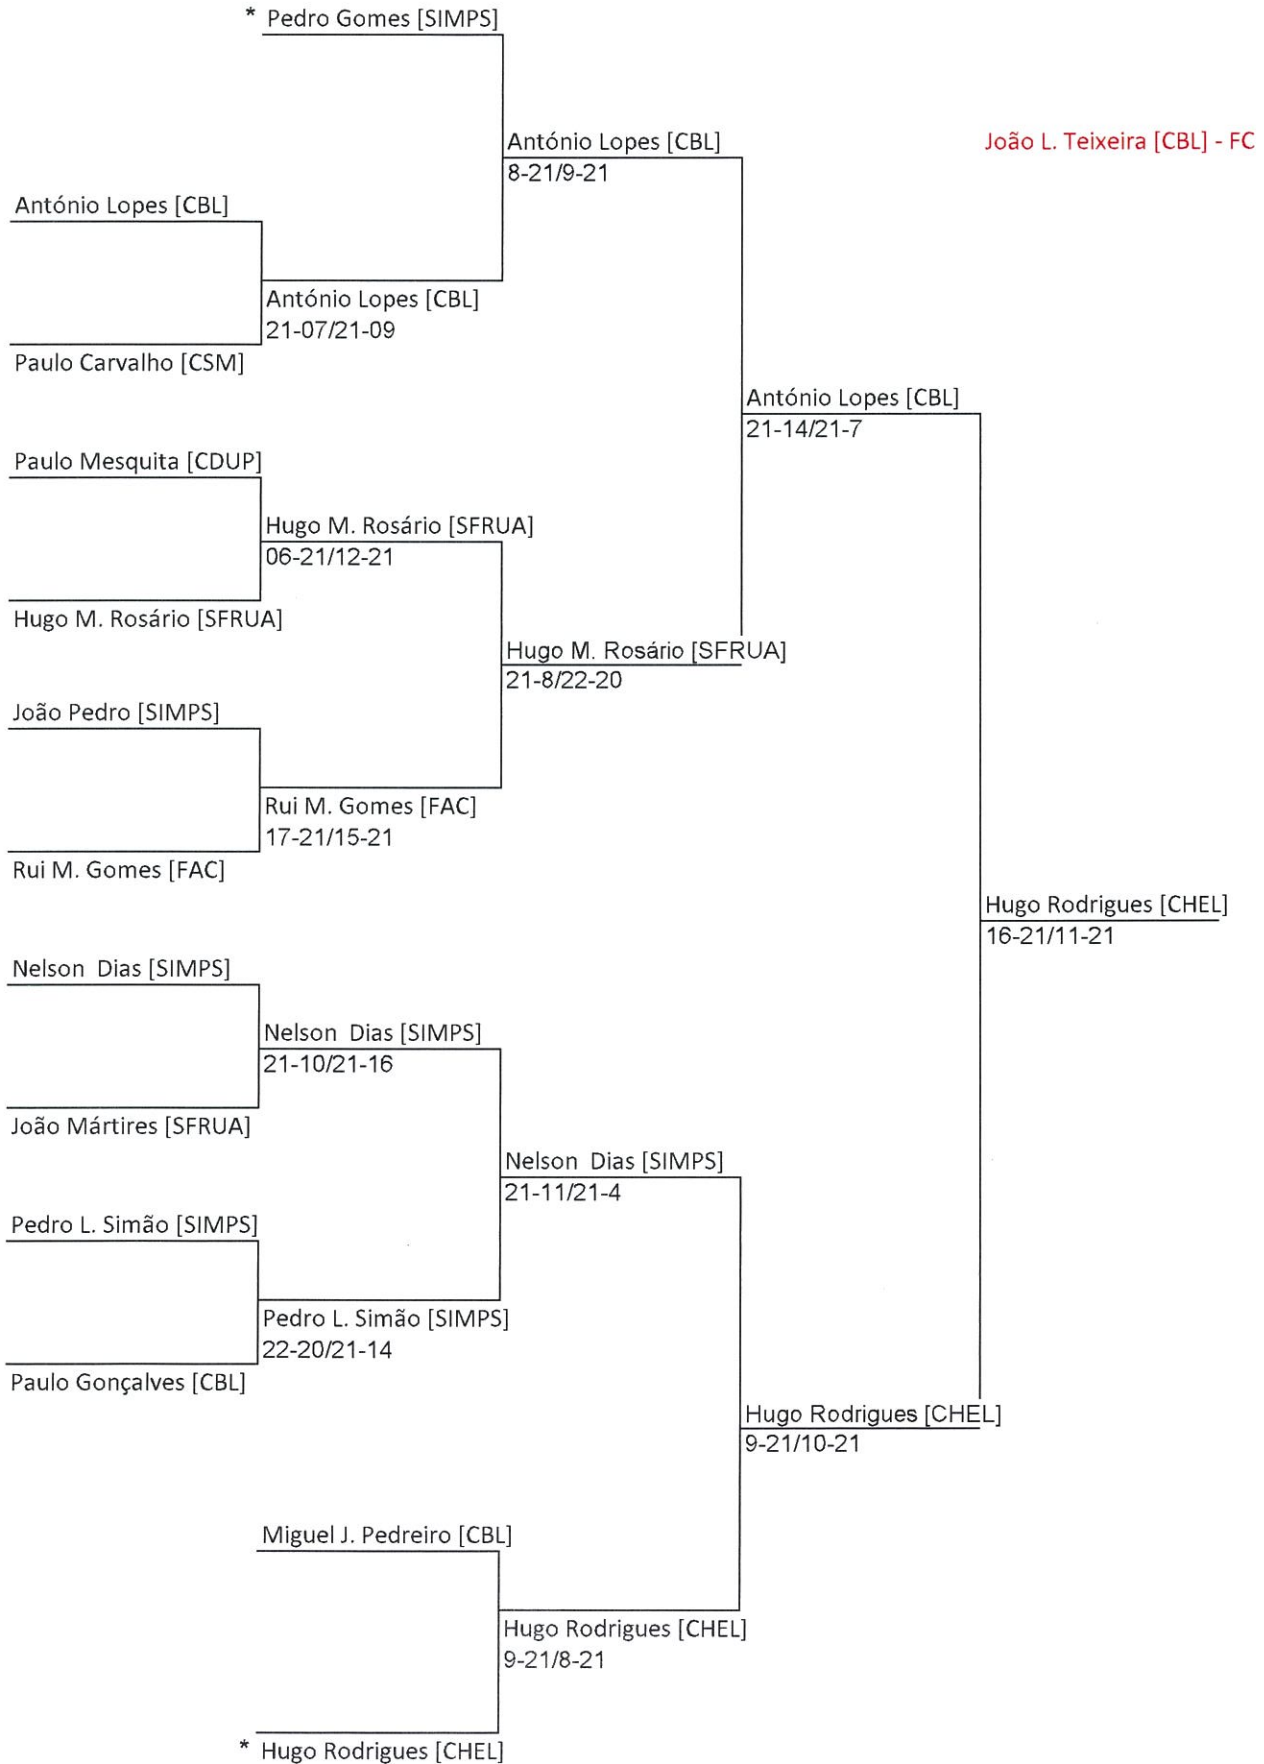 * Pedro Gomes [SIMPS]
António Lopes [CBL]
8-21/9-21
João L. Teixeira [CBL] - FC
António Lopes [CBL]
António Lopes [CBL]
21-07/21-09
Paulo Carvalho [CSM]
António Lopes [CBL]
21-14/21-7
Paulo Mesquita [CDUP]
Hugo M. Rosário [SFRUA]
06-21/12-21
Hugo M. Rosário [SFRUA]
Hugo M. Rosário [SFRUA]
21-8/22-20
João Pedro [SIMPS]
Rui M. Gomes [FAC]
17-21/15-21
Rui M. Gomes [FAC]
Hugo Rodrigues [CHEL]
16-21/11-21
Nelson  Dias [SIMPS]
Nelson  Dias [SIMPS]
21-10/21-16
João Mártires [SFRUA]
Nelson  Dias [SIMPS]
21-11/21-4
Pedro L. Simão [SIMPS]
Pedro L. Simão [SIMPS]
22-20/21-14
Paulo Gonçalves [CBL]
Hugo Rodrigues [CHEL]
9-21/10-21
Miguel J. Pedreiro [CBL]
Hugo Rodrigues [CHEL]
9-21/8-21
* Hugo Rodrigues [CHEL]